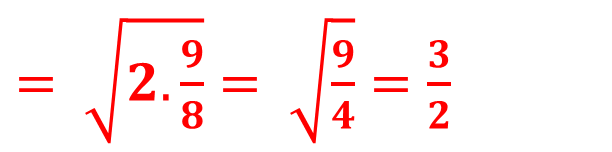 = √(2. 9/8) = √(9/4) = 3/2